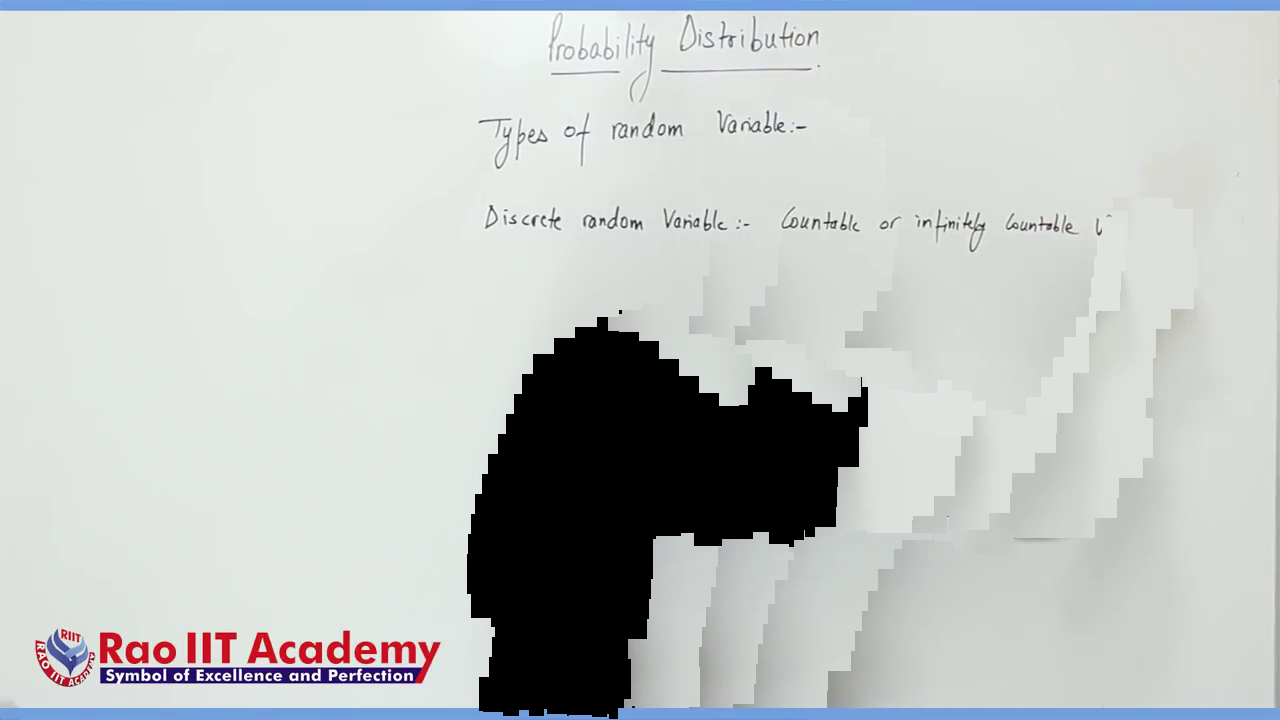 Probability Distribution
Types of random Variable:-
Discrete random Variable:- Countable or infinitely Countable
RIIT
RAO IIT ACADEMY
Rao IIT Academy
Symbol of Excellence and Perfection